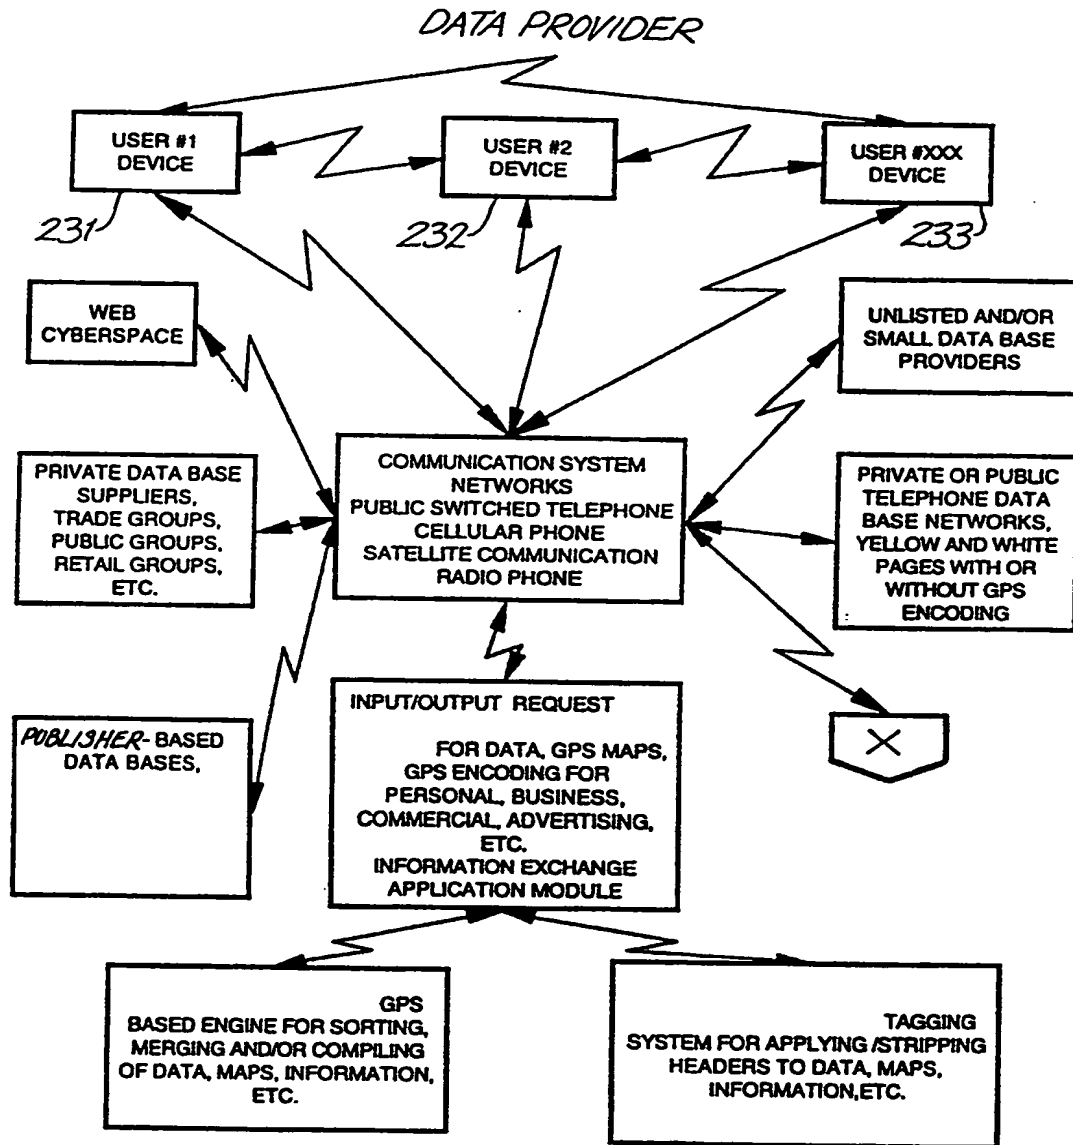 DATA PROVIDER
USER #1
DEVICE
USER #2
DEVICE
USER #XXX
DEVICE
231
232
233
WEB
CYBERSPACE
UNLISTED AND/OR
SMALL DATA BASE
PROVIDERS
PRIVATE DATA BASE
SUPPLIERS,
TRADE GROUPS,
PUBLIC GROUPS,
RETAIL GROUPS,
ETC.
COMMUNICATION SYSTEM
NETWORKS
PUBLIC SWITCHED TELEPHONE
CELLULAR PHONE
SATELLITE COMMUNICATION
RADIO PHONE
PRIVATE OR PUBLIC
TELEPHONE DATA
BASE NETWORKS,
YELLOW AND WHITE
PAGES WITH OR
WITHOUT GPS
ENCODING
PUBLISHER-BASED
DATA BASES,
INPUT/OUTPUT REQUEST
FOR DATA, GPS MAPS,
GPS ENCODING FOR
PERSONAL, BUSINESS,
COMMERCIAL, ADVERTISING,
ETC.
INFORMATION EXCHANGE
APPLICATION MODULE
X
GPS
BASED ENGINE FOR SORTING,
MERGING AND/OR COMPILING
OF DATA, MAPS, INFORMATION,
ETC.
TAGGING
SYSTEM FOR APPLYING /STRIPPING
HEADERS TO DATA, MAPS,
INFORMATION,ETC.